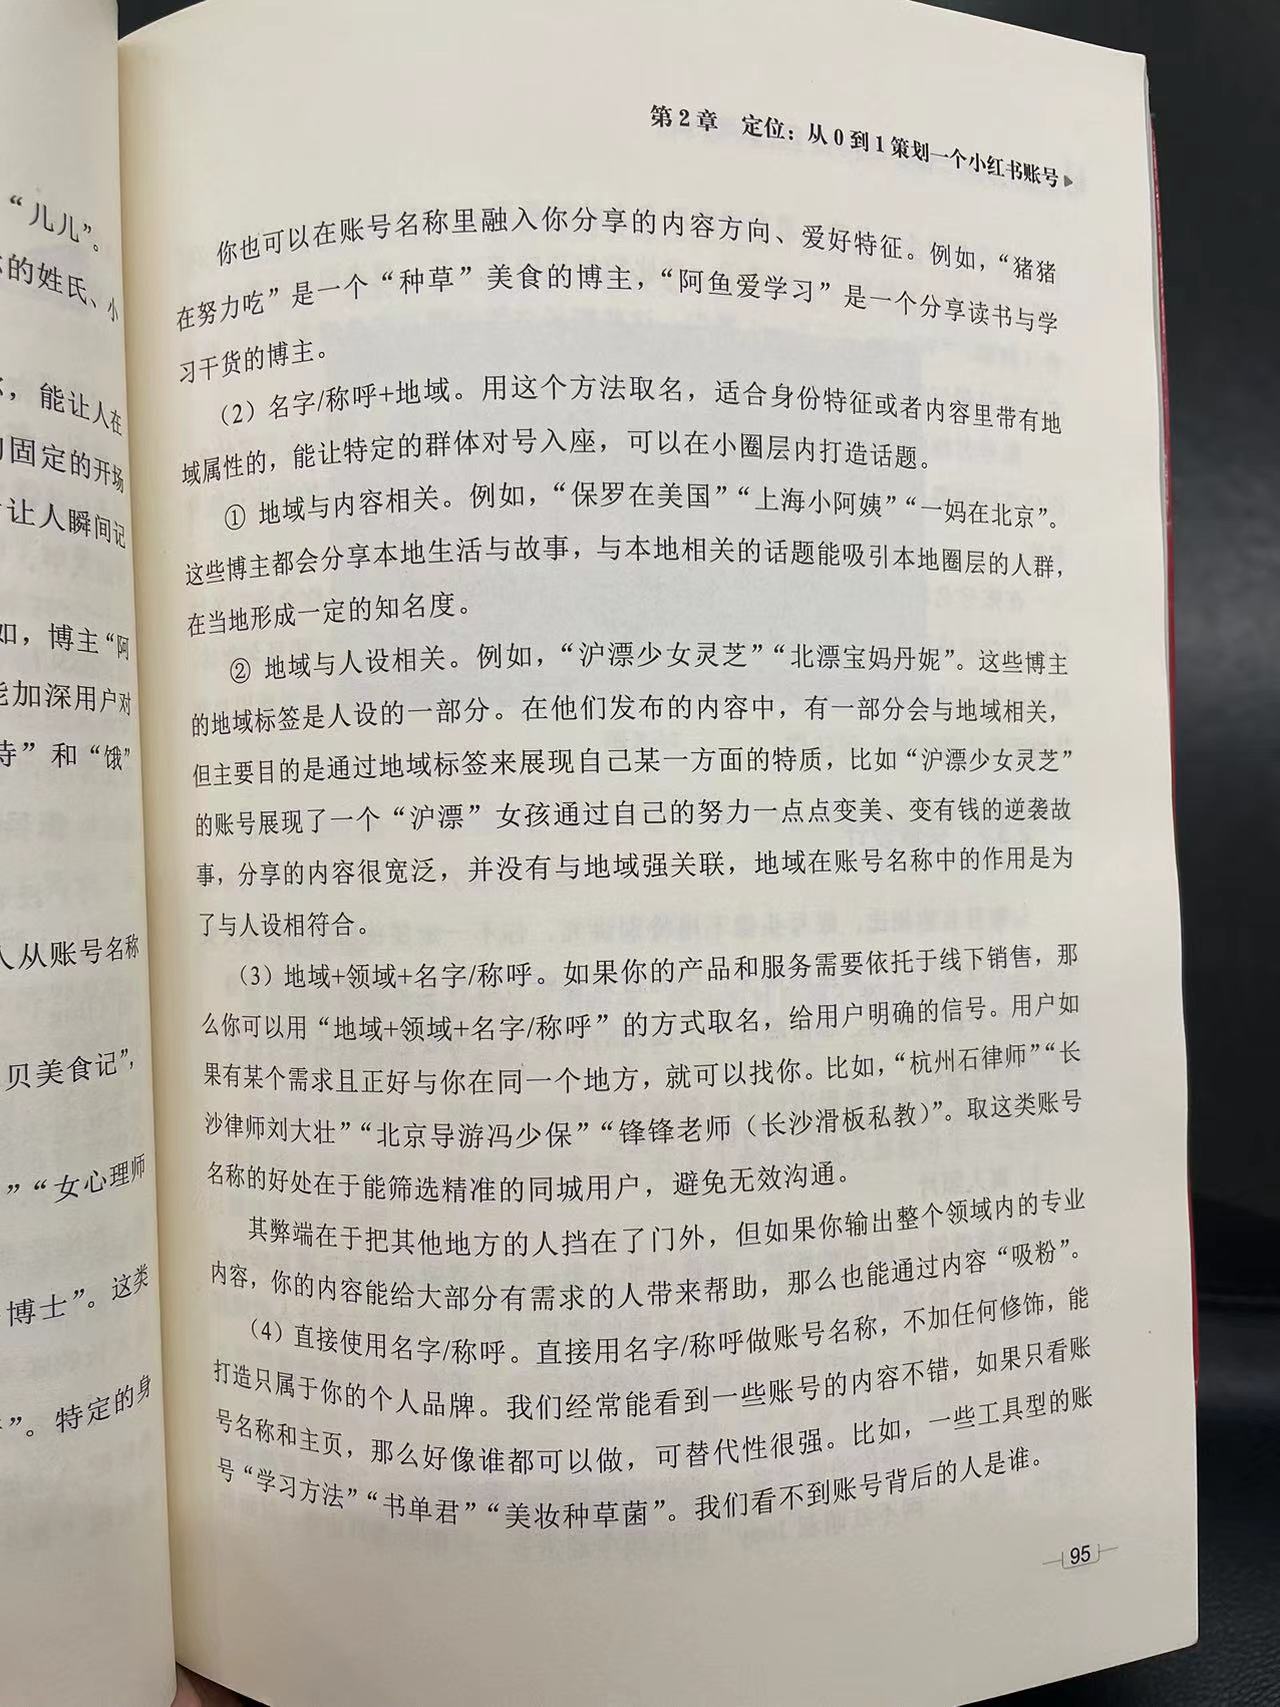 “儿儿”。
的姓氏、小
，能让人在
固定的开场
让人瞬间记
如，博主“阿
能加深用户对
寺”和“饿”
人从账号名称
贝美食记”，
”“女心理师
博士”。这类
”。特定的身
第2章 定位：从0到1策划一个小红书账号
你也可以在账号名称里融入你分享的内容方向、爱好特征。例如，“猪猪
在努力吃”是一个“种草”美食的博主，“阿鱼爱学习”是一个分享读书与学
习干货的博主。
（2）名字/称呼+地域。用这个方法取名，适合身份特征或者内容里带有地
域属性的，能让特定的群体对号入座，可以在小圈层内打造话题。
① 地域与内容相关。例如，“保罗在美国”“上海小阿姨”“一妈在北京”。
这些博主都会分享本地生活与故事，与本地相关的话题能吸引本地圈层的人群，
在当地形成一定的知名度。
② 地域与人设相关。例如，“沪漂少女灵芝”“北漂宝妈丹妮”。这些博主
的地域标签是人设的一部分。在他们发布的内容中，有一部分会与地域相关，
但主要目的是通过地域标签来展现自己某一方面的特质，比如“沪漂少女灵芝”
的账号展现了一个“沪漂”女孩通过自己的努力一点点变美、变有钱的逆袭故
事，分享的内容很宽泛，并没有与地域强关联，地域在账号名称中的作用是为
了与人设相符合。
（3）地域+领域+名字/称呼。如果你的产品和服务需要依托于线下销售，那
么你可以用“地域+领域+名字/称呼”的方式取名，给用户明确的信号。用户如
果有某个需求且正好与你在同一个地方，就可以找你。比如，“杭州石律师”“长
沙律师刘大壮”“北京导游冯少保”“锋锋老师（长沙滑板私教）”。取这类账号
名称的好处在于能筛选精准的同城用户，避免无效沟通。
其弊端在于把其他地方的人挡在了门外，但如果你输出整个领域内的专业
内容，你的内容能给大部分有需求的人带来帮助，那么也能通过内容“吸粉”。
（4）直接使用名字/称呼。直接用名字/称呼做账号名称，不加任何修饰，能
打造只属于你的个人品牌。我们经常能看到一些账号的内容不错，如果只看账
号名称和主页，那么好像谁都可以做，可替代性很强。比如，一些工具型的账
号“学习方法”“书单君”“美妆种草菌”。我们看不到账号背后的人是谁。
95